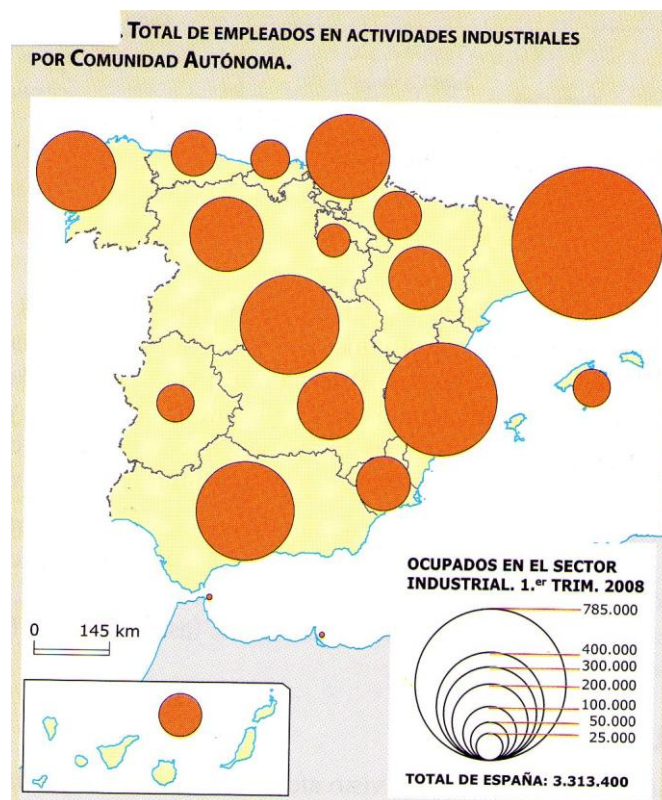 . TOTAL DE EMPLEADOS EN ACTIVIDADES INDUSTRIALES
POR COMUNIDAD AUTÓNOMA.
0 145 km
OCUPADOS EN EL SECTOR
INDUSTRIAL. 1.er TRIM. 2008
785.000
400.000
300.000
200.000
100.000
50.000
25.000
TOTAL DE ESPAÑA: 3.313.400